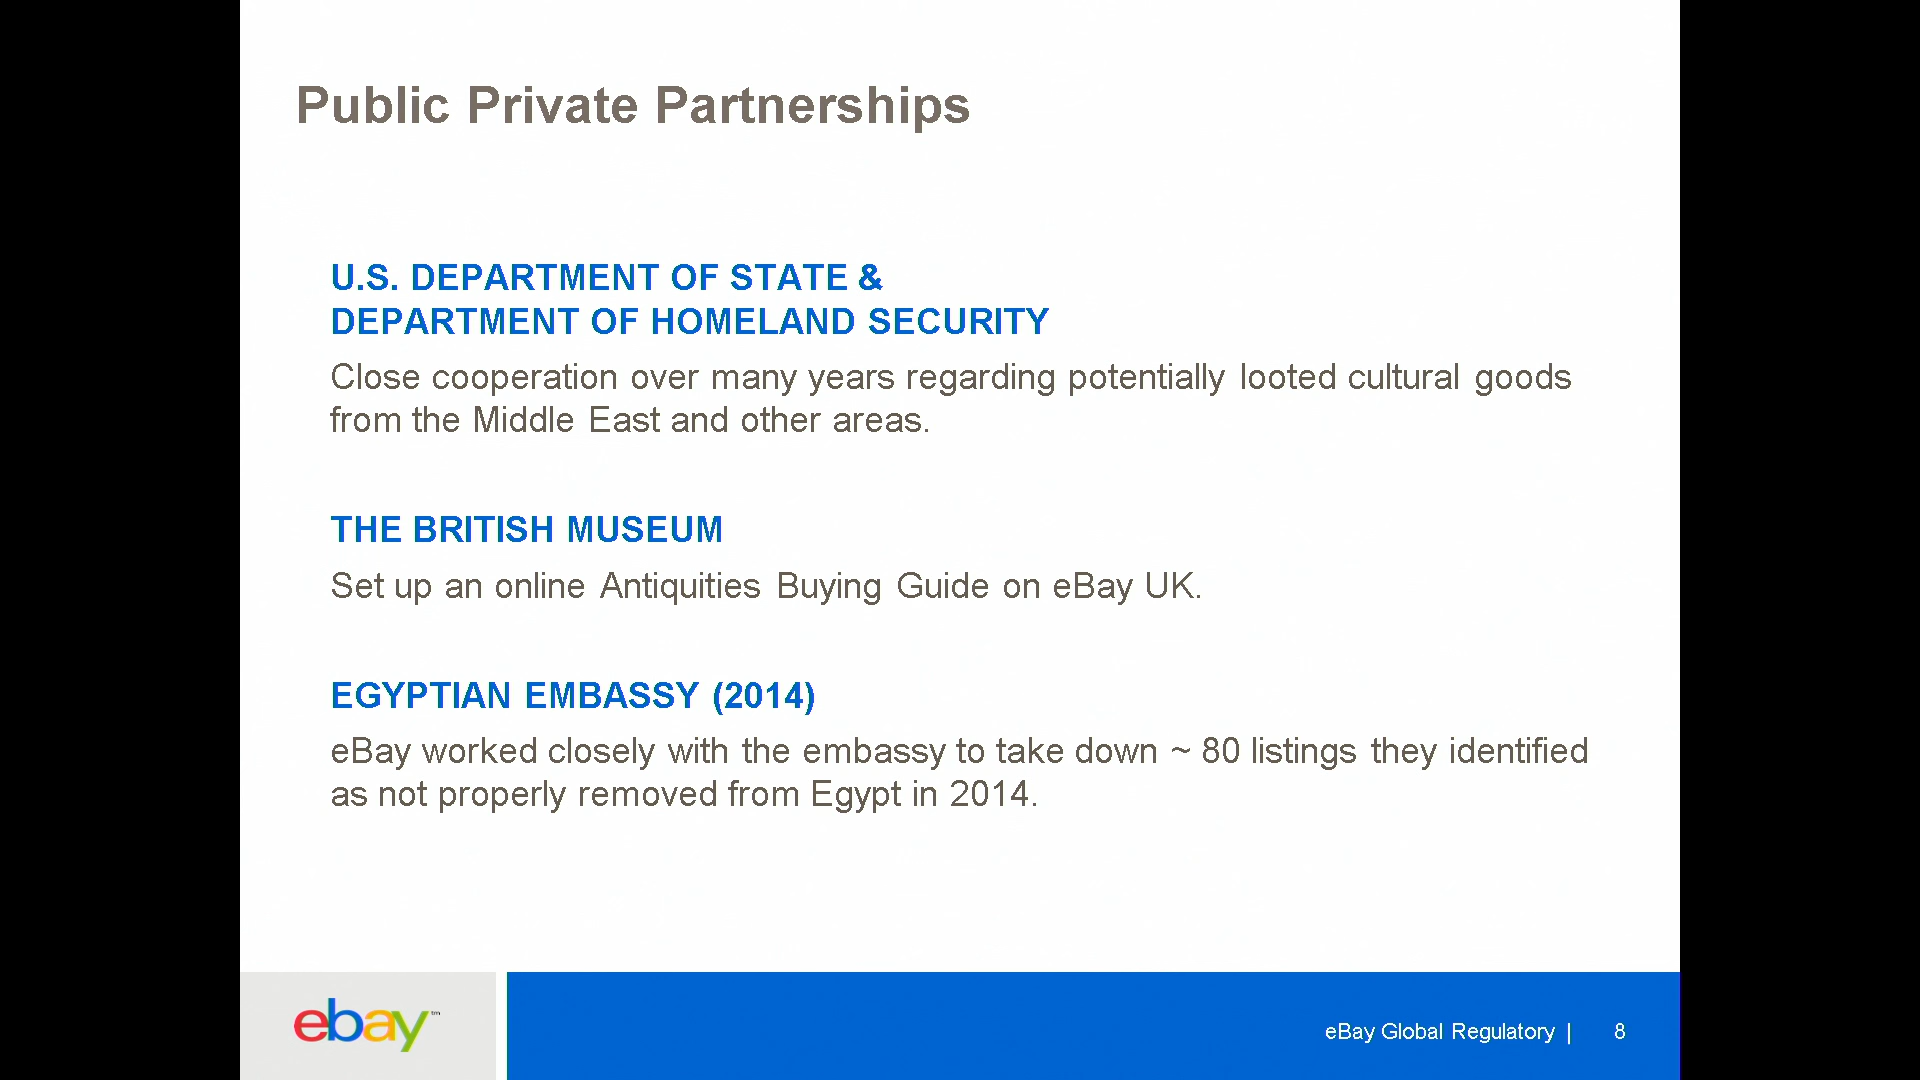 Public Private Partnerships
U.S. DEPARTMENT OF STATE &
DEPARTMENT OF HOMELAND SECURITY
Close cooperation over many years regarding potentially looted cultural goods
from the Middle East and other areas.
THE BRITISH MUSEUM
Set up an online Antiquities Buying Guide on eBay UK.
EGYPTIAN EMBASSY (2014)
eBay worked closely with the embassy to take down ~ 80 listings they identified
as not properly removed from Egypt in 2014.
ebay™
eBay Global Regulatory | 8